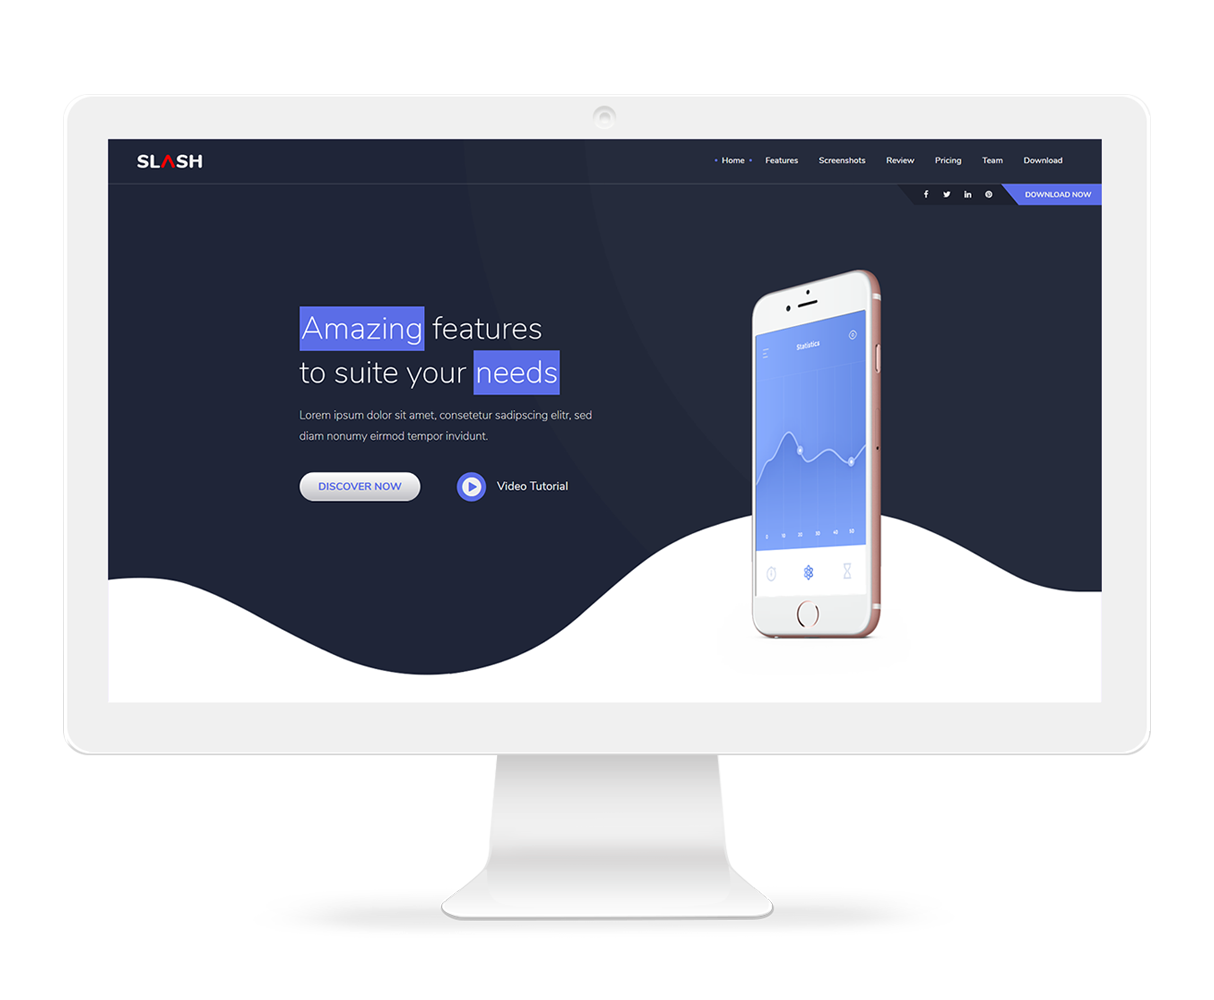 SLASH
Home Features Screenshots Review Pricing Team Download
DOWNLOAD NOW
Amazing features
to suite your needs
Lorem ipsum dolor sit amet, consetetur sadipscing elitr, sed
diam nonumy eirmod tempor invidunt.
DISCOVER NOW
Video Tutorial
Statistics